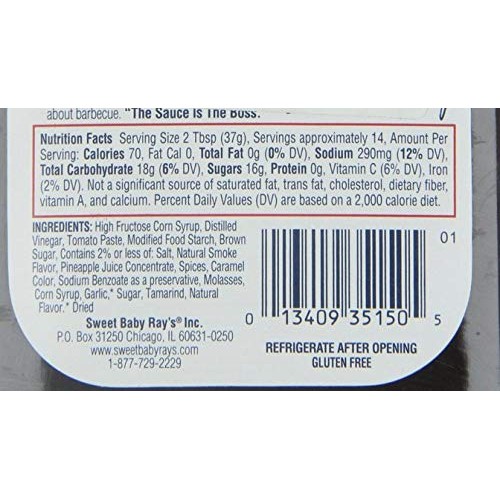 about barbecue. "The Sauce Is The Boss."
Nutrition Facts Serving Size 2 Tbsp (37g), Servings approximately 14, Amount Per
Serving: Calories 70, Fat Cal 0, Total Fat 0g (0% DV), Sodium 290mg (12% DV),
Total Carbohydrate 18g (6% DV), Sugars 16g, Protein 0g, Vitamin C (6% DV), Iron
(2% DV). Not a significant source of saturated fat, trans fat, cholesterol, dietary fiber,
vitamin A, and calcium. Percent Daily Values (DV) are based on a 2,000 calorie diet.
INGREDIENTS: High Fructose Corn Syrup, Distilled
Vinegar, Tomato Paste, Modified Food Starch, Brown
Sugar, Contains 2% or less of: Salt, Natural Smoke
Flavor, Pineapple Juice Concentrate, Spices, Caramel
Color, Sodium Benzoate as a preservative, Molasses,
Corn Syrup, Garlic,* Sugar, Tamarind, Natural
Flavor.* Dried
Sweet Baby Ray's® Inc.
P.O. Box 31250 Chicago, IL 60631-0250
www.sweetbabyrays.com
1-877-729-2229
01
0 13409 35150 5
REFRIGERATE AFTER OPENING
GLUTEN FREE